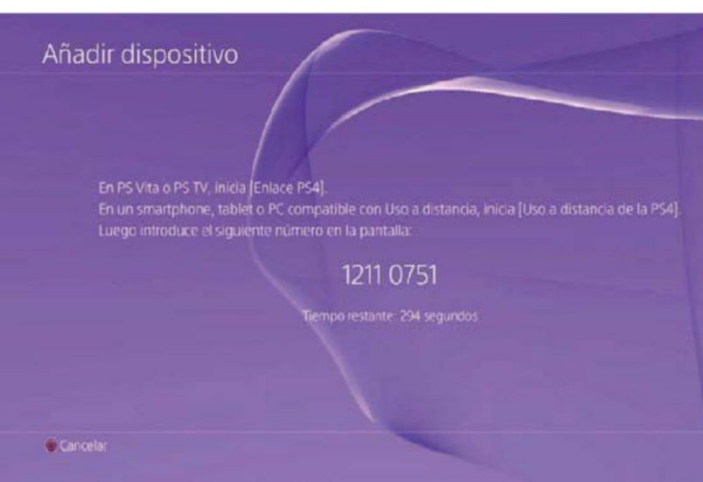 Añadir dispositivo
En PS Vita o PS TV, inicia [Enlace PS4].
En un smartphone, tablet o PC compatible con Uso a distancia, inicia [Uso a distancia de la PS4].
Luego introduce el siguiente número en la pantalla:
1211 0751
Tiempo restante: 294 segundos
Cancelar